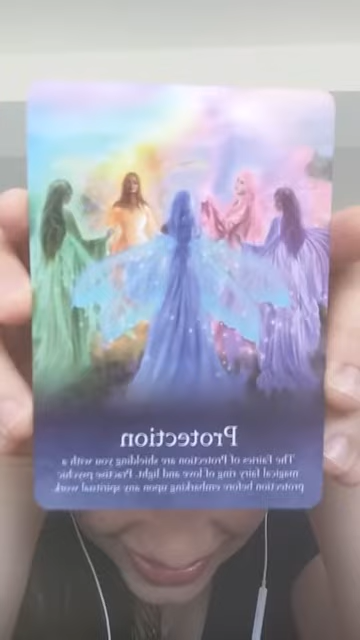 Protection
The Fairies of Protection are shielding you with a
magical fairy ring of love and light. Practise psychic
protection before embarking upon any spiritual work.